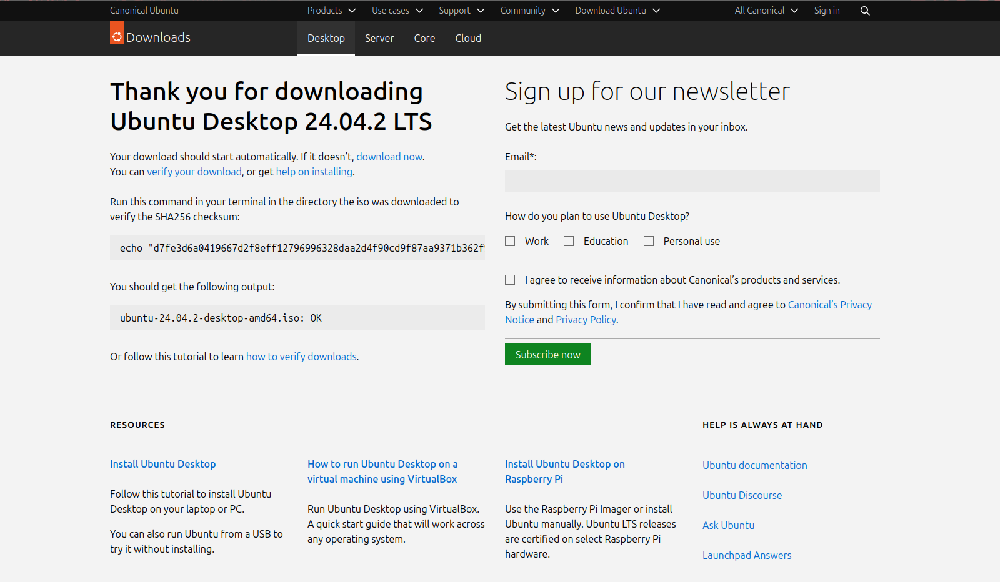 Canonical Ubuntu
Products
Use cases
Support
Community
Download Ubuntu
All Canonical
Sign in
Downloads
Desktop
Server
Core
Cloud
Thank you for downloading
Ubuntu Desktop 24.04.2 LTS
Your download should start automatically. If it doesn’t, download now.
You can verify your download, or get help on installing.
Run this command in your terminal in the directory the iso was downloaded to
verify the SHA256 checksum:
echo "d7fe3d6a0419667d2f8eff12796996328daa2d4f90cd9f87aa9371b362f
You should get the following output:
ubuntu-24.04.2-desktop-amd64.iso: OK
Or follow this tutorial to learn how to verify downloads.
Sign up for our newsletter
Get the latest Ubuntu news and updates in your inbox.
Email*:
How do you plan to use Ubuntu Desktop?
Work
Education
Personal use
I agree to receive information about Canonical’s products and services.
By submitting this form, I confirm that I have read and agree to Canonical’s Privacy
Notice and Privacy Policy.
Subscribe now
RESOURCES
Install Ubuntu Desktop
Follow this tutorial to install Ubuntu
Desktop on your laptop or PC.
You can also run Ubuntu from a USB to
try it without installing.
How to run Ubuntu Desktop on a
virtual machine using VirtualBox
Run Ubuntu Desktop using VirtualBox.
A quick start guide that will work across
any operating system.
Install Ubuntu Desktop on
Raspberry Pi
Use the Raspberry Pi Imager or install
Ubuntu manually. Ubuntu LTS releases
are certified on select Raspberry Pi
hardware.
HELP IS ALWAYS AT HAND
Ubuntu documentation
Ubuntu Discourse
Ask Ubuntu
Launchpad Answers